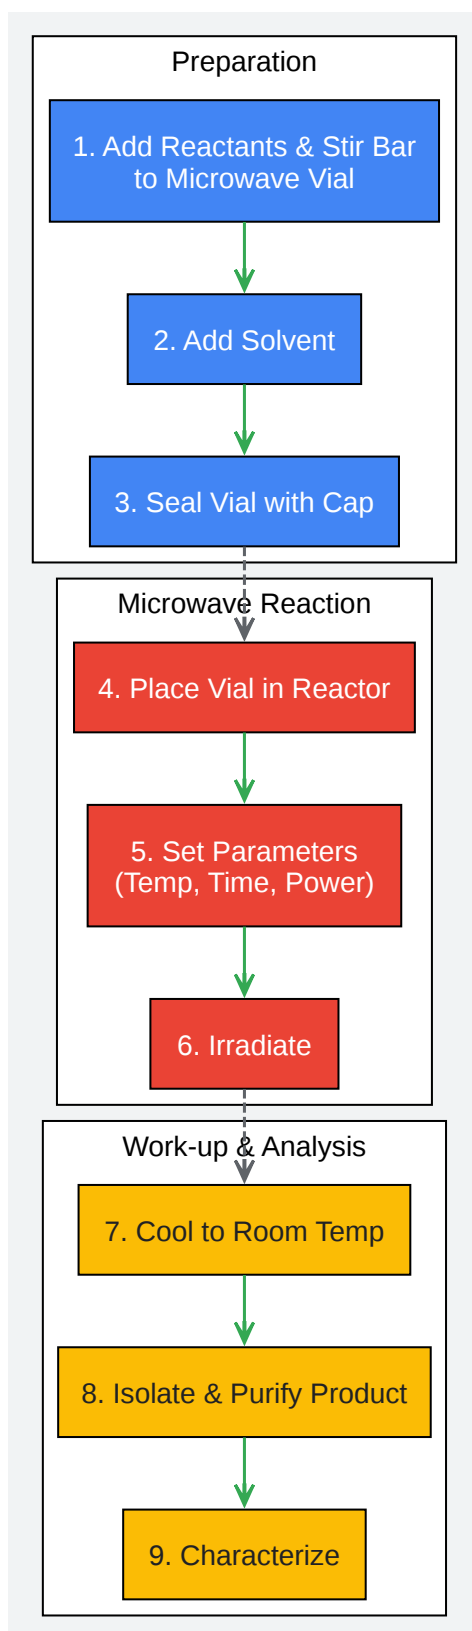 Preparation
1. Add Reactants & Stir Bar
to Microwave Vial
2. Add Solvent
3. Seal Vial with Cap
Microwave Reaction
4. Place Vial in Reactor
5. Set Parameters
(Temp, Time, Power)
6. Irradiate
Work-up & Analysis
7. Cool to Room Temp
8. Isolate & Purify Product
9. Characterize